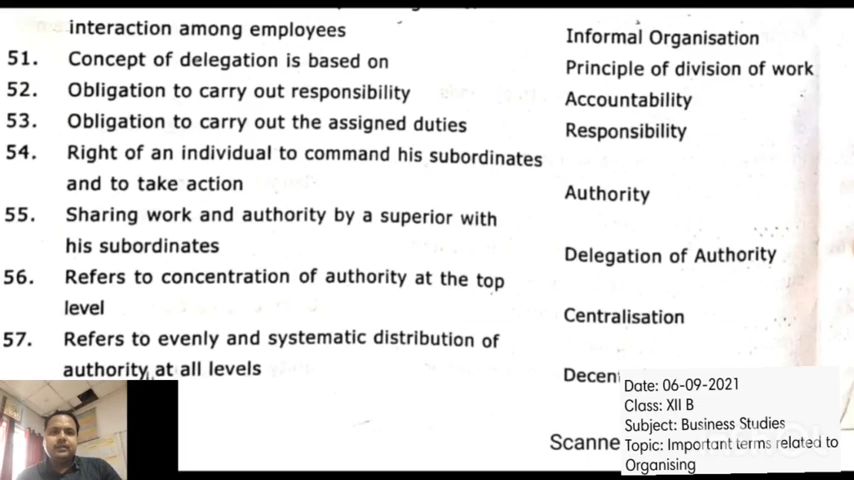 interaction among employees
Informal Organisation
51. Concept of delegation is based on
Principle of division of work
52. Obligation to carry out responsibility
Accountability
53. Obligation to carry out the assigned duties
Responsibility
54. Right of an individual to command his subordinates
and to take action
Authority
55. Sharing work and authority by a superior with
his subordinates
Delegation of Authority
56. Refers to concentration of authority at the top
level
Centralisation
57. Refers to evenly and systematic distribution of
authority at all levels
Decen
Scanne
Date: 06-09-2021
Class: XII B
Subject: Business Studies
Topic: Important terms related to
Organising